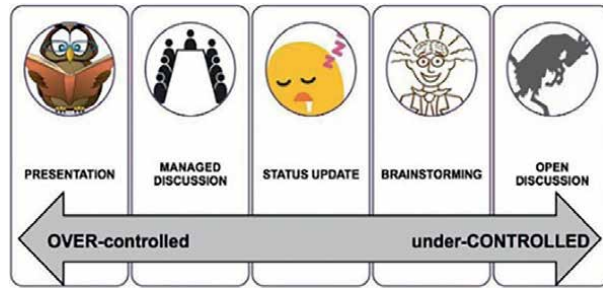 PRESENTATION
MANAGED
DISCUSSION
STATUS UPDATE
BRAINSTORMING
OPEN
DISCUSSION
OVER-controlled
under-CONTROLLED
z
z
z